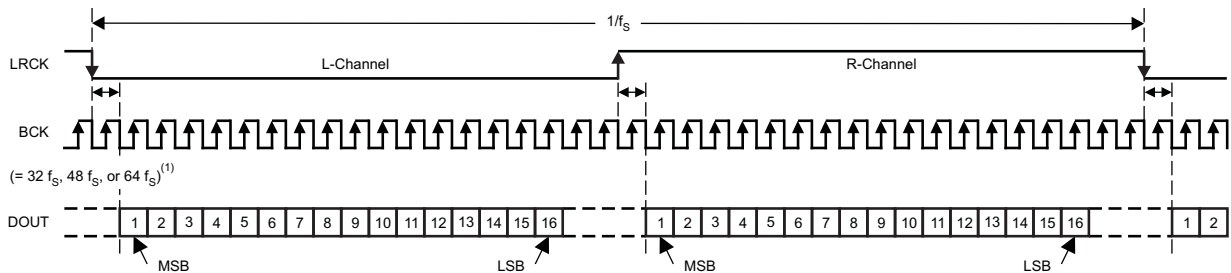 1/fS
LRCK
L-Channel
R-Channel
BCK
(= 32 fS, 48 fS, or 64 fS)(1)
DOUT
1 2 3 4 5 6 7 8 9 10 11 12 13 14 15 16
1 2 3 4 5 6 7 8 9 10 11 12 13 14 15 16
1 2
MSB
LSB
MSB
LSB